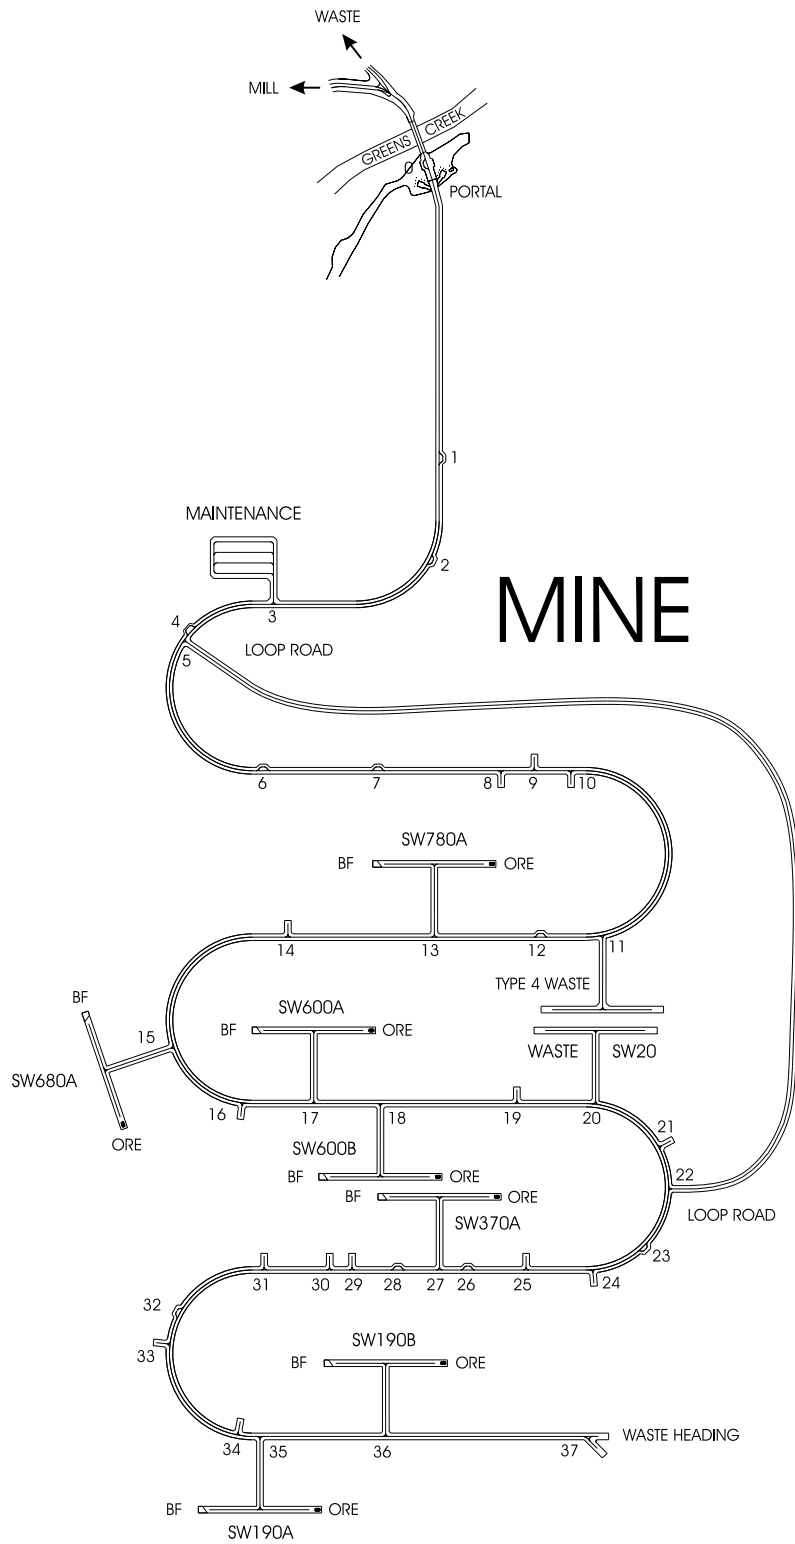 WASTE
MILL
GREENS CREEK
PORTAL
1
MAINTENANCE
2
3
4
5
LOOP ROAD
MINE
6
7
8
9
10
SW780A
BF
ORE
14
13
12
11
TYPE 4 WASTE
BF
SW600A
BF
ORE
15
WASTE
SW20
SW680A
16
17
18
19
20
21
ORE
SW600B
BF
ORE
22
BF
ORE
SW370A
LOOP ROAD
23
31
30
29
28
27
26
25
24
32
33
SW190B
BF
ORE
34
35
36
37
WASTE HEADING
BF
ORE
SW190A